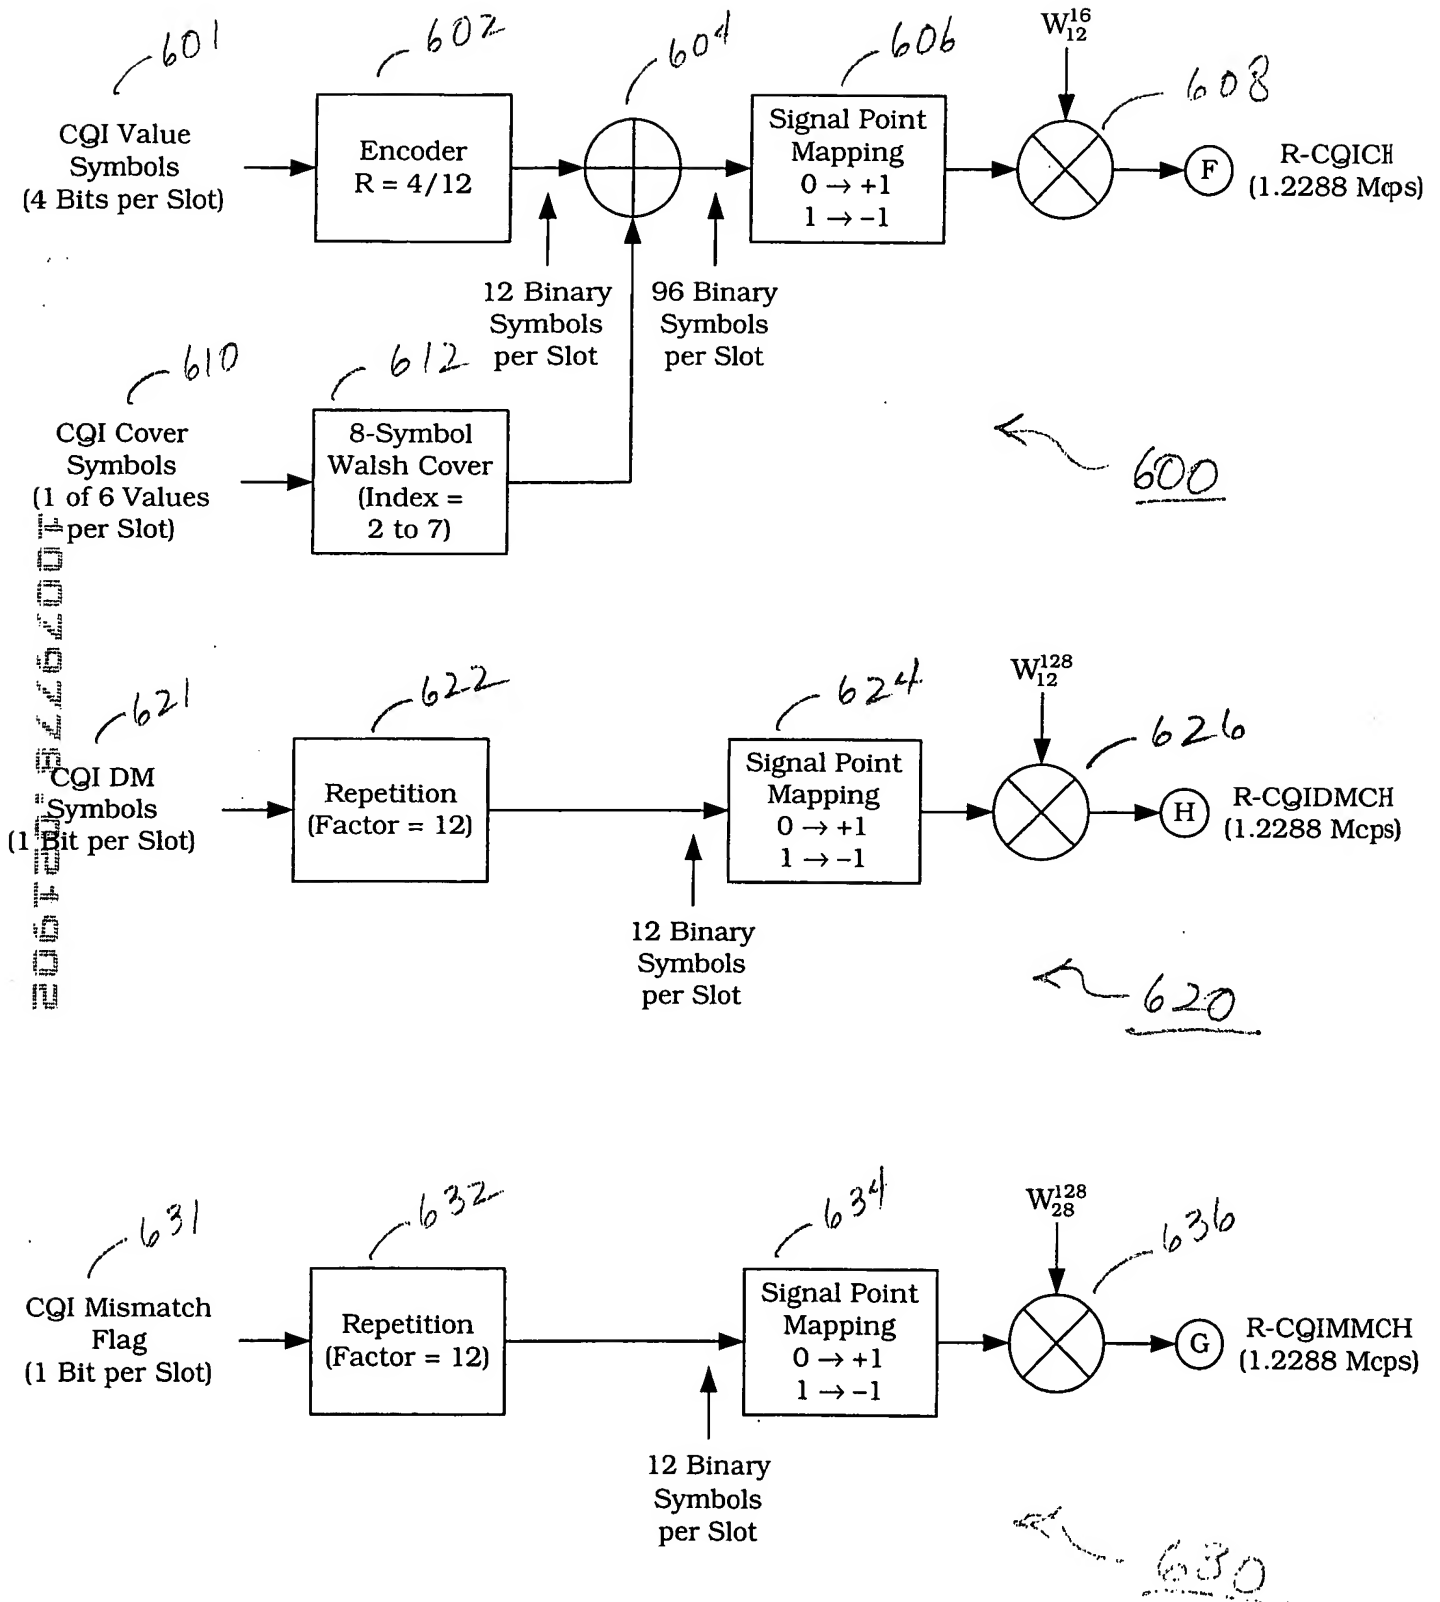 601
602
604
606
W_12^16
608
CQI Value
Symbols
(4 Bits per Slot)
Encoder
R = 4/12
Signal Point
Mapping
0 → +1
1 → −1
F
R-CQICH
(1.2288 Mcps)
12 Binary
Symbols
per Slot
96 Binary
Symbols
per Slot
610
612
CQI Cover
Symbols
(1 of 6 Values
per Slot)
8-Symbol
Walsh Cover
(Index =
2 to 7)
600
621
622
624
W_12^128
626
CQI DM
Symbols
(1 Bit per Slot)
Repetition
(Factor = 12)
Signal Point
Mapping
0 → +1
1 → −1
H
R-CQIDMCH
(1.2288 Mcps)
12 Binary
Symbols
per Slot
620
631
632
634
W_28^128
636
CQI Mismatch
Flag
(1 Bit per Slot)
Repetition
(Factor = 12)
Signal Point
Mapping
0 → +1
1 → −1
G
R-CQIMMCH
(1.2288 Mcps)
12 Binary
Symbols
per Slot
630